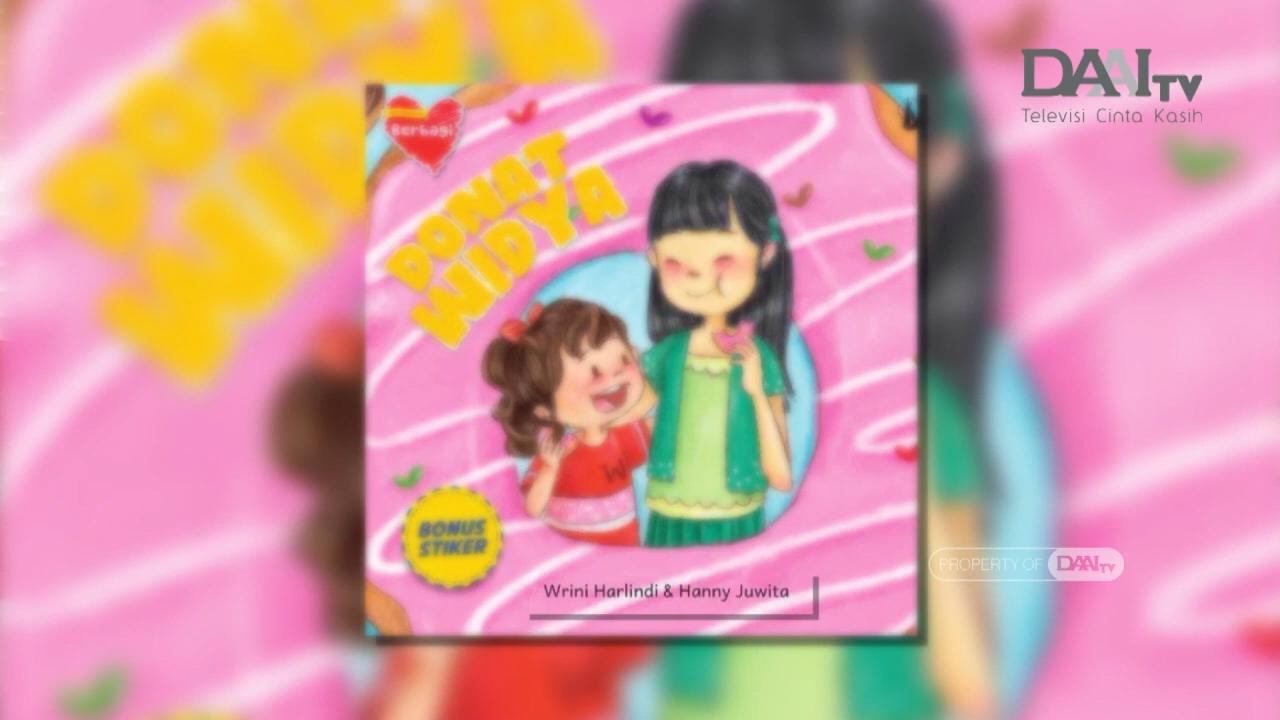 DAAI TV
Televisi Cinta Kasih
Berbagi
DONAT
WIDYA
W
BONUS
STIKER
PROPERTY OF DAAI TV
Wrini Harlindi & Hanny Juwita